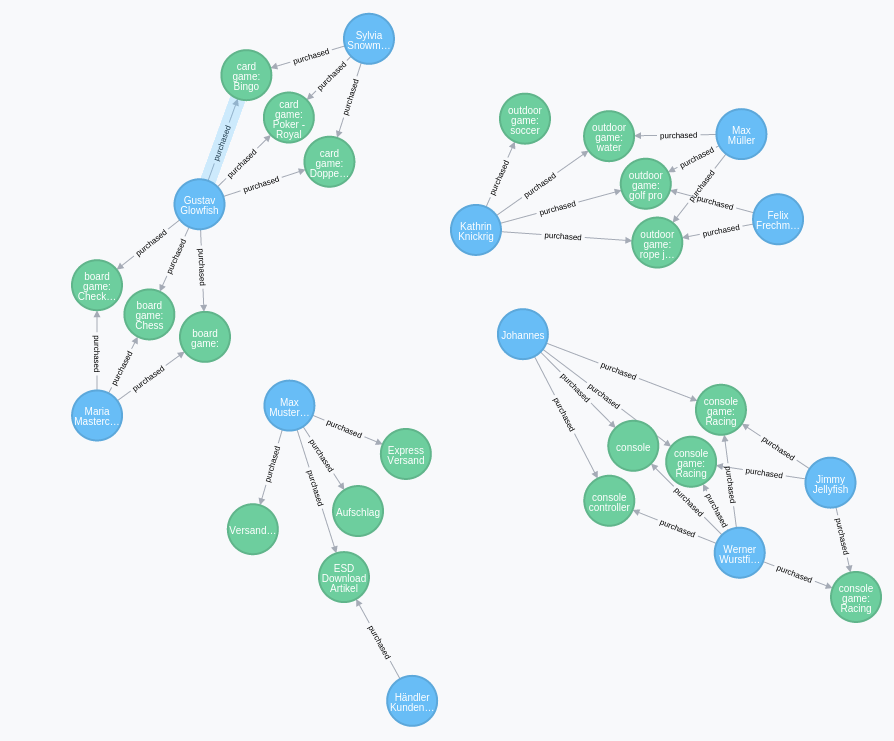 Sylvia
Snowm...
card
game:
Bingo
purchased
purchased
purchased
card
game:
Poker -
Royal
card
game:
Doppe...
purchased
purchased
purchased
Gustav
Glowfish
purchased
purchased
purchased
board
game:
Check...
board
game:
Chess
board
game:
purchased
purchased
purchased
Maria
Masterc...
outdoor
game:
soccer
outdoor
game:
water
purchased
Max
Müller
purchased
purchased
outdoor
game:
golf pro
purchased
purchased
purchased
purchased
Kathrin
Knickrig
purchased
outdoor
game:
rope j...
purchased
purchased
Felix
Frechm...
Johannes
purchased
purchased
purchased
purchased
console
game:
Racing
console
console
game:
Racing
console
controller
purchased
purchased
Jimmy
Jellyfish
purchased
purchased
purchased
purchased
purchased
Werner
Wurstfi...
purchased
console
game:
Racing
Max
Muster...
purchased
Express
Versand
purchased
purchased
purchased
Versand...
Aufschlag
ESD
Download
Artikel
purchased
Händler
Kunden...